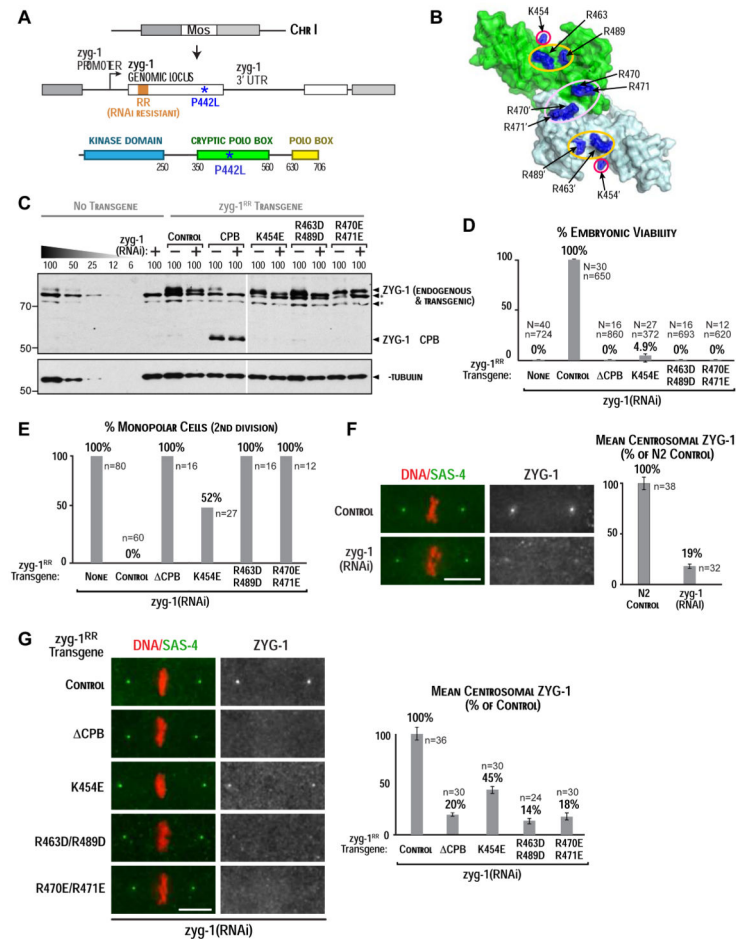 A
Mos
CHR I
zyg-1
PROMOTER
zyg-1
GENOMIC LOCUS
zyg-1
3' UTR
*
RR
(RNAi RESISTANT)
P442L
KINASE DOMAIN
CRYPTIC POLO BOX
POLO BOX
*
250
350
560
630
706
P442L
B
K454
R463
R489
R470
R471
R470'
R471'
R489'
R463'
K454'
C
NO TRANSGENE
zyg-1RR TRANSGENE
zyg-1
(RNAi):
CONTROL
CPB
K454E
R463D
R489D
R470E
R471E
+ − + − + − + − + − +
100 50 25 12 6 100 100 100 100 100 100 100 100 100 100 100
70
50
ZYG-1 (ENDOGENOUS
& TRANSGENIC)
*
*
ZYG-1 CPB
50
-TUBULIN
D
% EMBRYONIC VIABILITY
100
50
0
N=40
n=724
0%
100%
N=30
n=650
N=16
n=860
0%
N=27
n=372
4.9%
N=16
n=693
0%
N=12
n=620
0%
zyg-1RR
Transgene:
NONE
CONTROL
ΔCPB
K454E
R463D
R489D
R470E
R471E
zyg-1(RNAi)
E
% MONOPOLAR CELLS (2ND DIVISION)
100
50
0
100%
n=80
n=60
0%
100%
n=16
52%
n=27
100%
n=16
100%
n=12
zyg-1RR
Transgene:
NONE
CONTROL
ΔCPB
K454E
R463D
R489D
R470E
R471E
zyg-1(RNAi)
F
DNA/SAS-4
ZYG-1
CONTROL
zyg-1
(RNAi)
MEAN CENTROSOMAL ZYG-1
(% OF N2 CONTROL)
100
50
0
100%
n=38
19%
n=32
N2
CONTROL
zyg-1
(RNAi)
G
zyg-1RR
TRANSGENE
DNA/SAS-4
ZYG-1
CONTROL
ΔCPB
K454E
R463D/R489D
R470E/R471E
zyg-1(RNAi)
MEAN CENTROSOMAL ZYG-1
(% OF CONTROL)
100
50
0
100%
n=36
n=30
20%
n=30
45%
n=24
14%
n=30
18%
zyg-1RR
Transgene:
CONTROL
ΔCPB
K454E
R463D
R489D
R470E
R471E
zyg-1(RNAi)